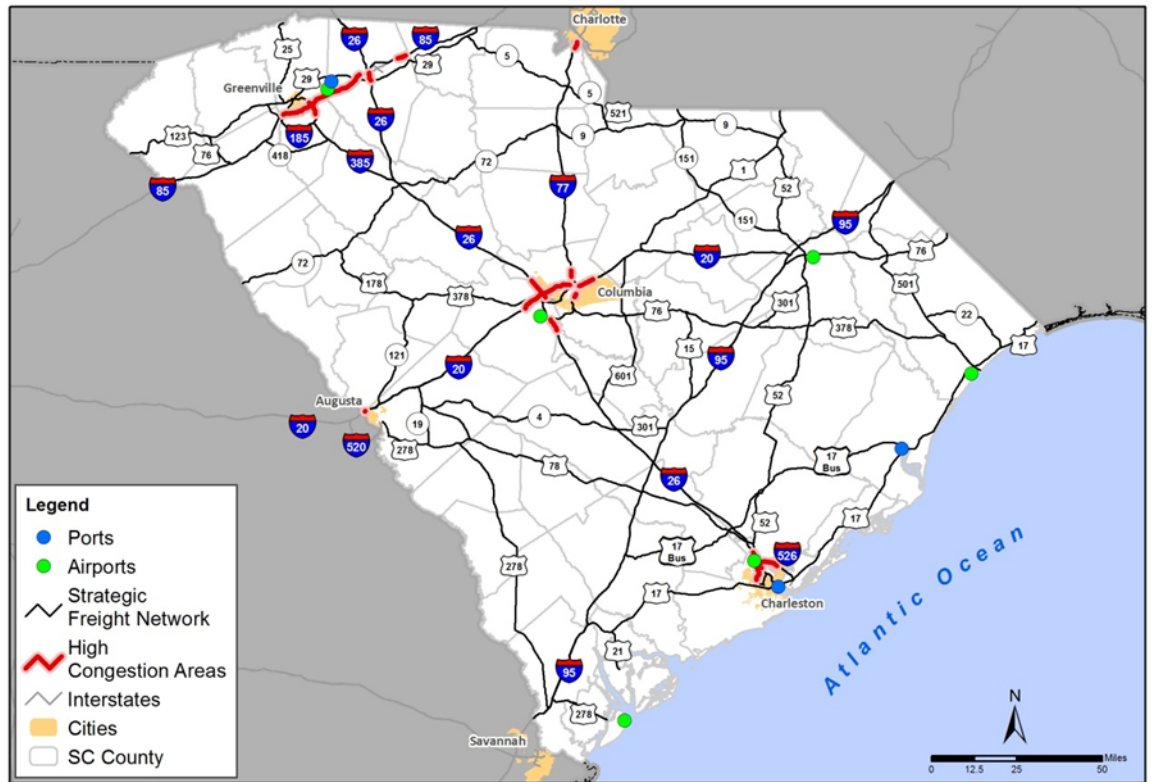 Charlotte
25
26
85
29
29
5
Greenville
5
26
521
185
9
123
9
418
76
385
72
151
1
85
52
77
151
95
26
20
76
72
178
501
Columbia
378
301
76
22
378
17
15
121
95
20
601
52
Augusta
4
19
301
20
520
278
78
17
Bus
26
52
17
526
17
Bus
278
Charleston
17
21
95
278
Savannah
Atlantic Ocean
Legend
Ports
Airports
Strategic
Freight Network
High
Congestion Areas
Interstates
Cities
SC County
N
Miles
0 12.5 25 50